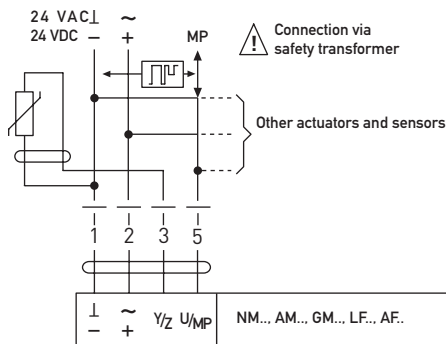 24 VAC ⊥ ~
24 VDC − +
MP
Connection via
safety transformer
Other actuators and sensors
1 2 3 5
⊥ ~ Y/Z U/MP
− +
NM.., AM.., GM.., LF.., AF..